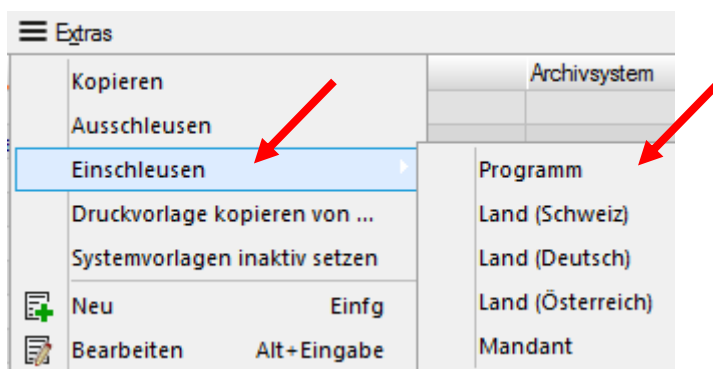 Extras
Archivsystem
Kopieren
Ausschleusen
Einschleusen
Druckvorlage kopieren von ...
Systemvorlagen inaktiv setzen
Neu Einfg
Bearbeiten Alt+Eingabe
Programm
Land (Schweiz)
Land (Deutsch)
Land (Österreich)
Mandant